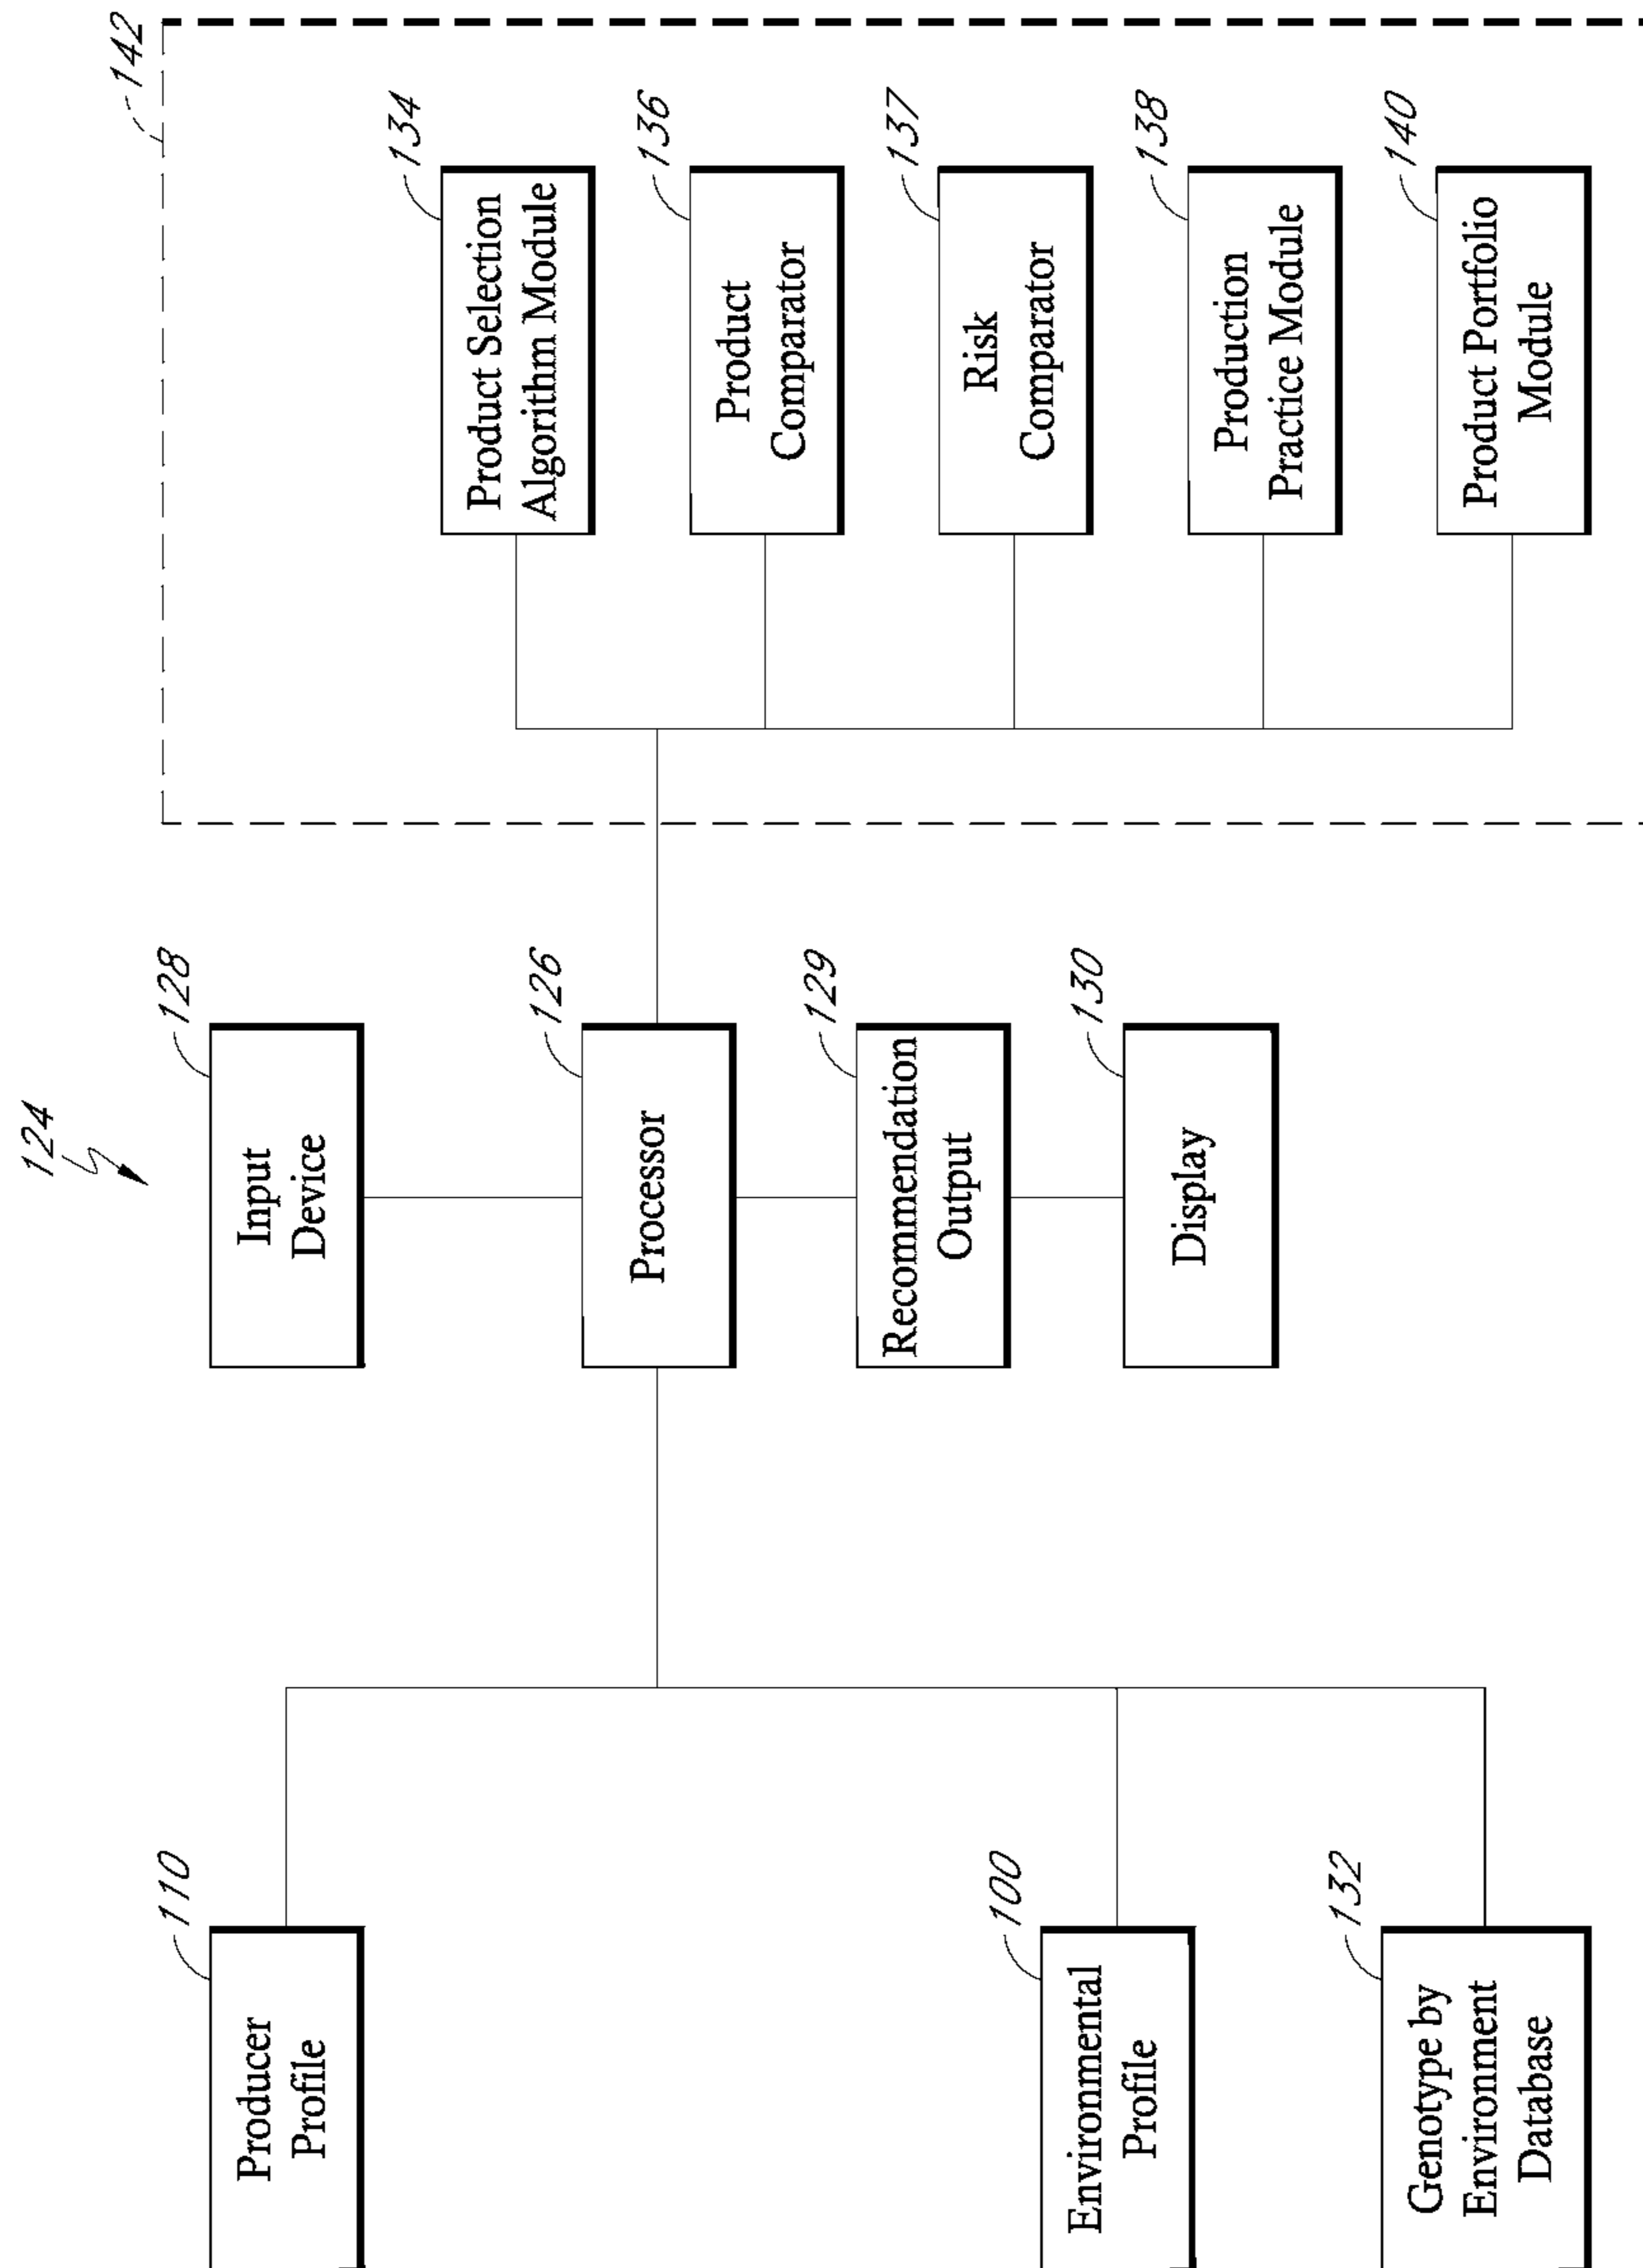 124
110
Producer
Profile
100
Environmental
Profile
132
Genotype by
Environment
Database
128
Input
Device
126
Processor
129
Recommendation
Output
130
Display
142
134
Product Selection
Algorithm Module
136
Product
Comparator
137
Risk
Comparator
138
Production
Practice Module
140
Product Portfolio
Module